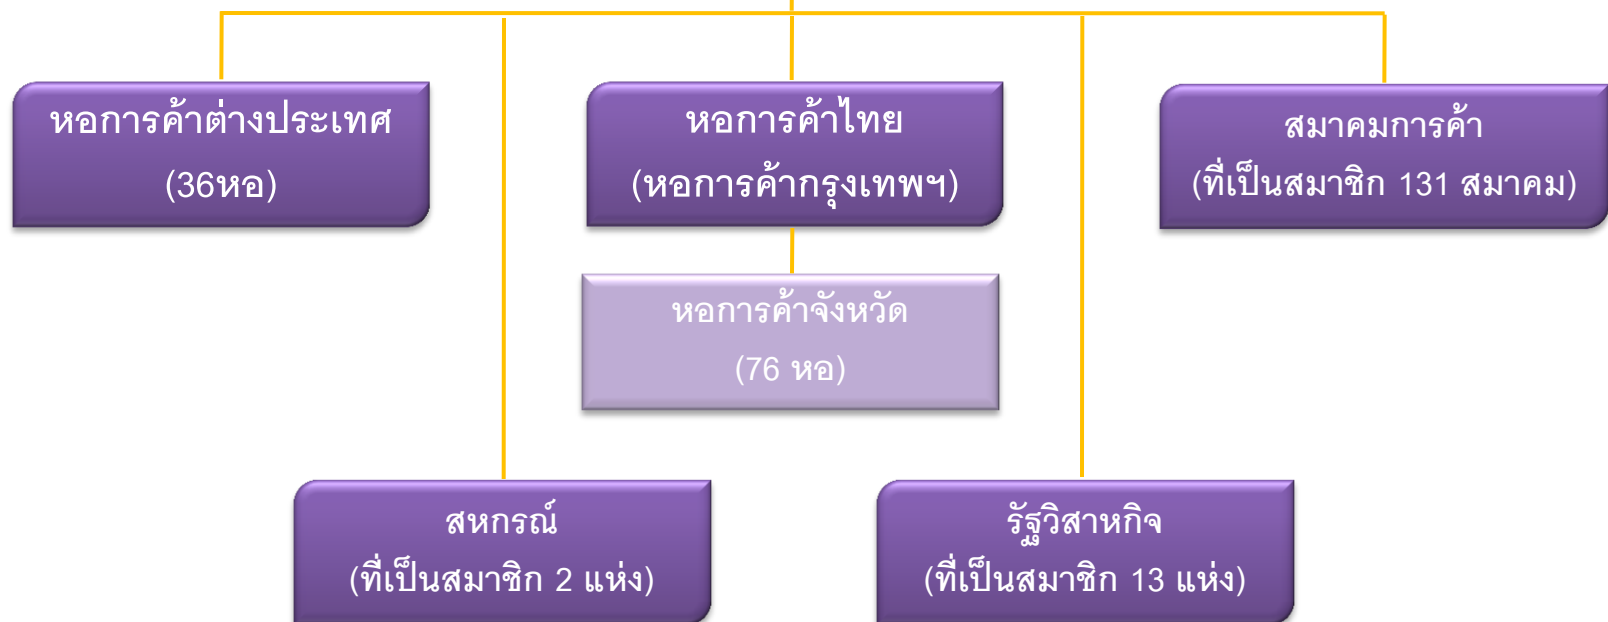 หอการค้าต่างประเทศ
(36หอ)
หอการค้าไทย
(หอการค้ากรุงเทพฯ)
สมาคมการค้า
(ที่เป็นสมาชิก 131 สมาคม)
หอการค้าจังหวัด
(76 หอ)
สหกรณ์
(ที่เป็นสมาชิก 2 แห่ง)
รัฐวิสาหกิจ
(ที่เป็นสมาชิก 13 แห่ง)